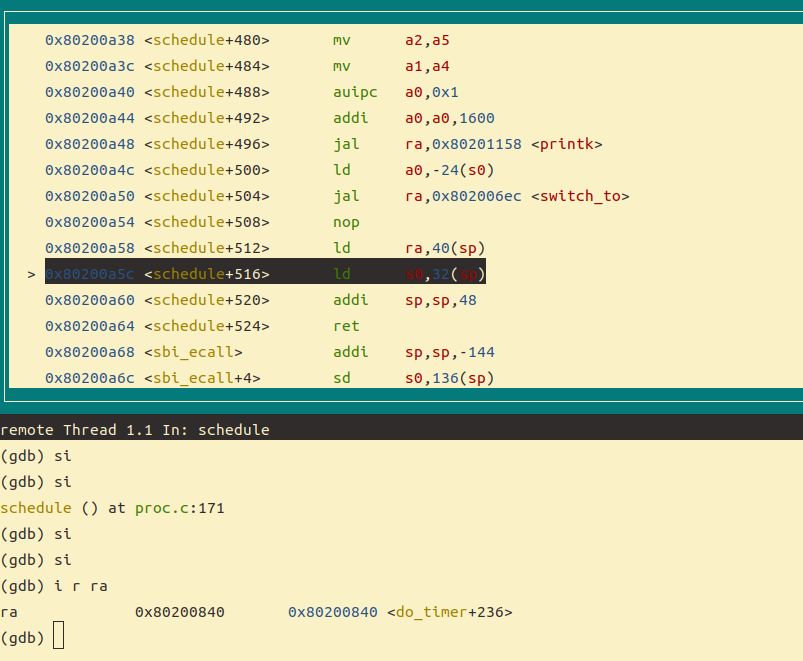 0x80200a38 <schedule+480> mv a2,a5
0x80200a3c <schedule+484> mv a1,a4
0x80200a40 <schedule+488> auipc a0,0x1
0x80200a44 <schedule+492> addi a0,a0,1600
0x80200a48 <schedule+496> jal ra,0x80201158 <printk>
0x80200a4c <schedule+500> ld a0,-24(s0)
0x80200a50 <schedule+504> jal ra,0x802006ec <switch_to>
0x80200a54 <schedule+508> nop
0x80200a58 <schedule+512> ld ra,40(sp)
> 0x80200a5c <schedule+516> ld s0,32(sp)
0x80200a60 <schedule+520> addi sp,sp,48
0x80200a64 <schedule+524> ret
0x80200a68 <sbi_ecall> addi sp,sp,-144
0x80200a6c <sbi_ecall+4> sd s0,136(sp)
remote Thread 1.1 In: schedule
(gdb) si
(gdb) si
schedule () at proc.c:171
(gdb) si
(gdb) si
(gdb) i r ra
ra 0x80200840 0x80200840 <do_timer+236>
(gdb)